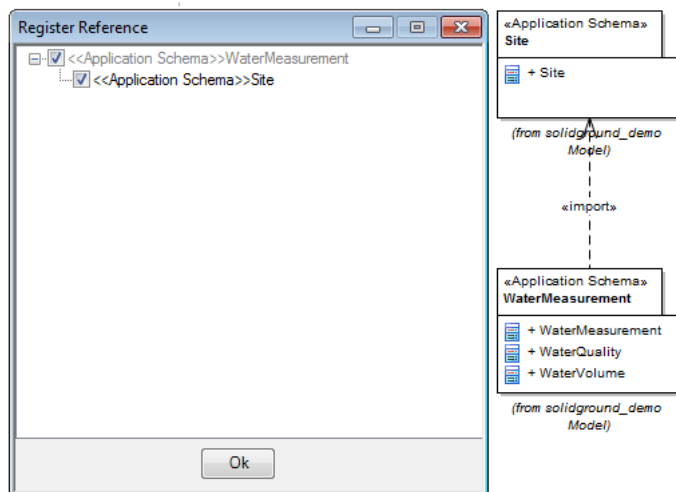 Register Reference
<<Application Schema>>WaterMeasurement
<<Application Schema>>Site
Ok
«Application Schema»
Site
+ Site
(from solidground_demo
Model)
«import»
«Application Schema»
WaterMeasurement
+ WaterMeasurement
+ WaterQuality
+ WaterVolume
(from solidground_demo
Model)